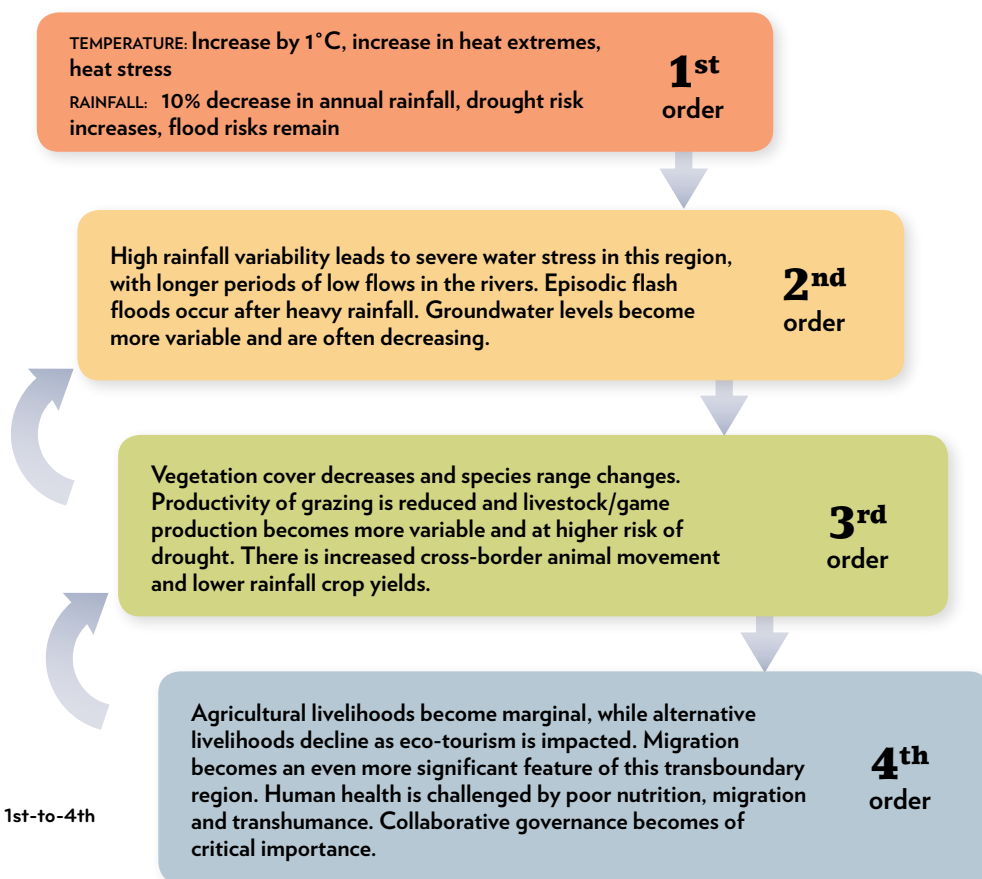 TEMPERATURE: Increase by 1°C, increase in heat extremes,
heat stress
RAINFALL: 10% decrease in annual rainfall, drought risk
increases, flood risks remain
1st
order
High rainfall variability leads to severe water stress in this region,
with longer periods of low flows in the rivers. Episodic flash
floods occur after heavy rainfall. Groundwater levels become
more variable and are often decreasing.
2nd
order
Vegetation cover decreases and species range changes.
Productivity of grazing is reduced and livestock/game
production becomes more variable and at higher risk of
drought. There is increased cross-border animal movement
and lower rainfall crop yields.
3rd
order
Agricultural livelihoods become marginal, while alternative
livelihoods decline as eco-tourism is impacted. Migration
becomes an even more significant feature of this transboundary
region. Human health is challenged by poor nutrition, migration
and transhumance. Collaborative governance becomes of
critical importance.
4th
order
1st-to-4th